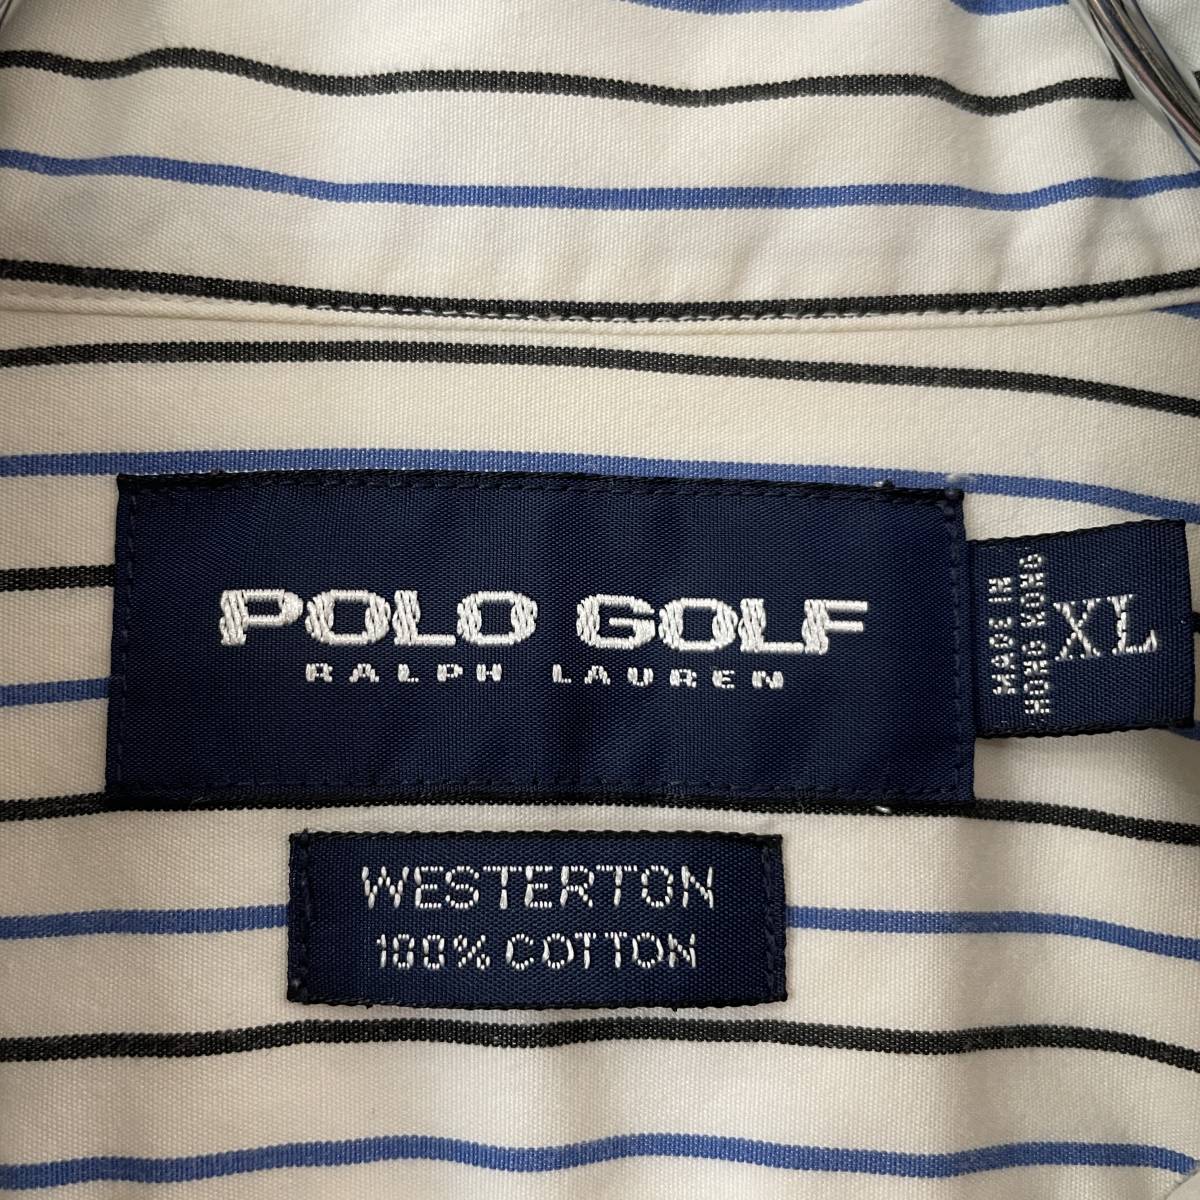 POLO GOLF
RALPH LAUREN
MADE IN
HONG KONG
XL
WESTERTON
100% COTTON